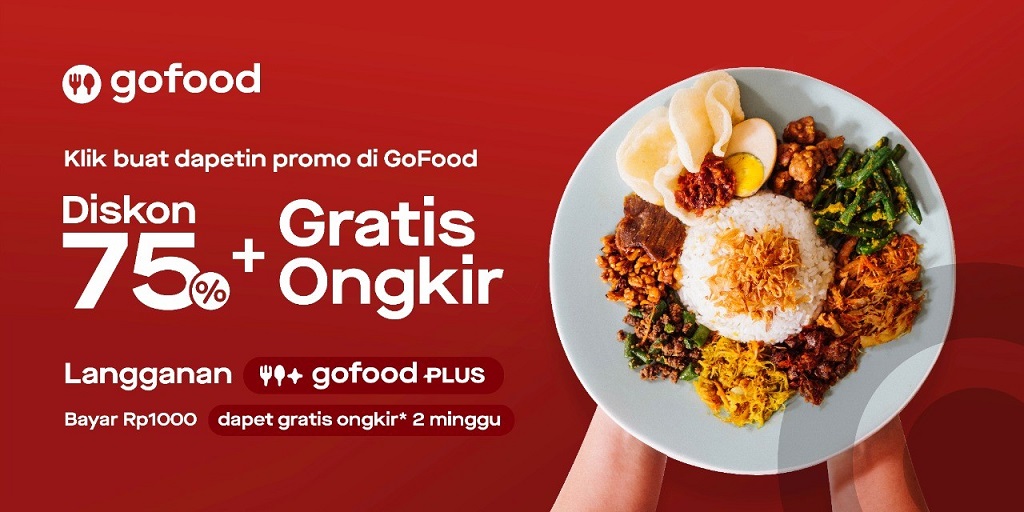 gofood
Klik buat dapetin promo di GoFood
Diskon
75%
+
Gratis
Ongkir
Langganan gofood PLUS
Bayar Rp1000 dapet gratis ongkir* 2 minggu